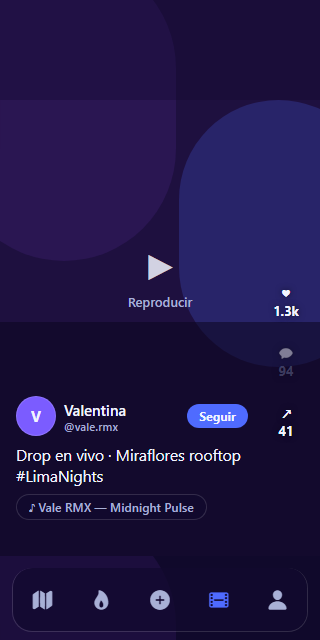 Reproducir
1.3k
94
V
Valentina
@vale.rmx
Seguir
41
Drop en vivo · Miraflores rooftop
#LimaNights
♪ Vale RMX — Midnight Pulse